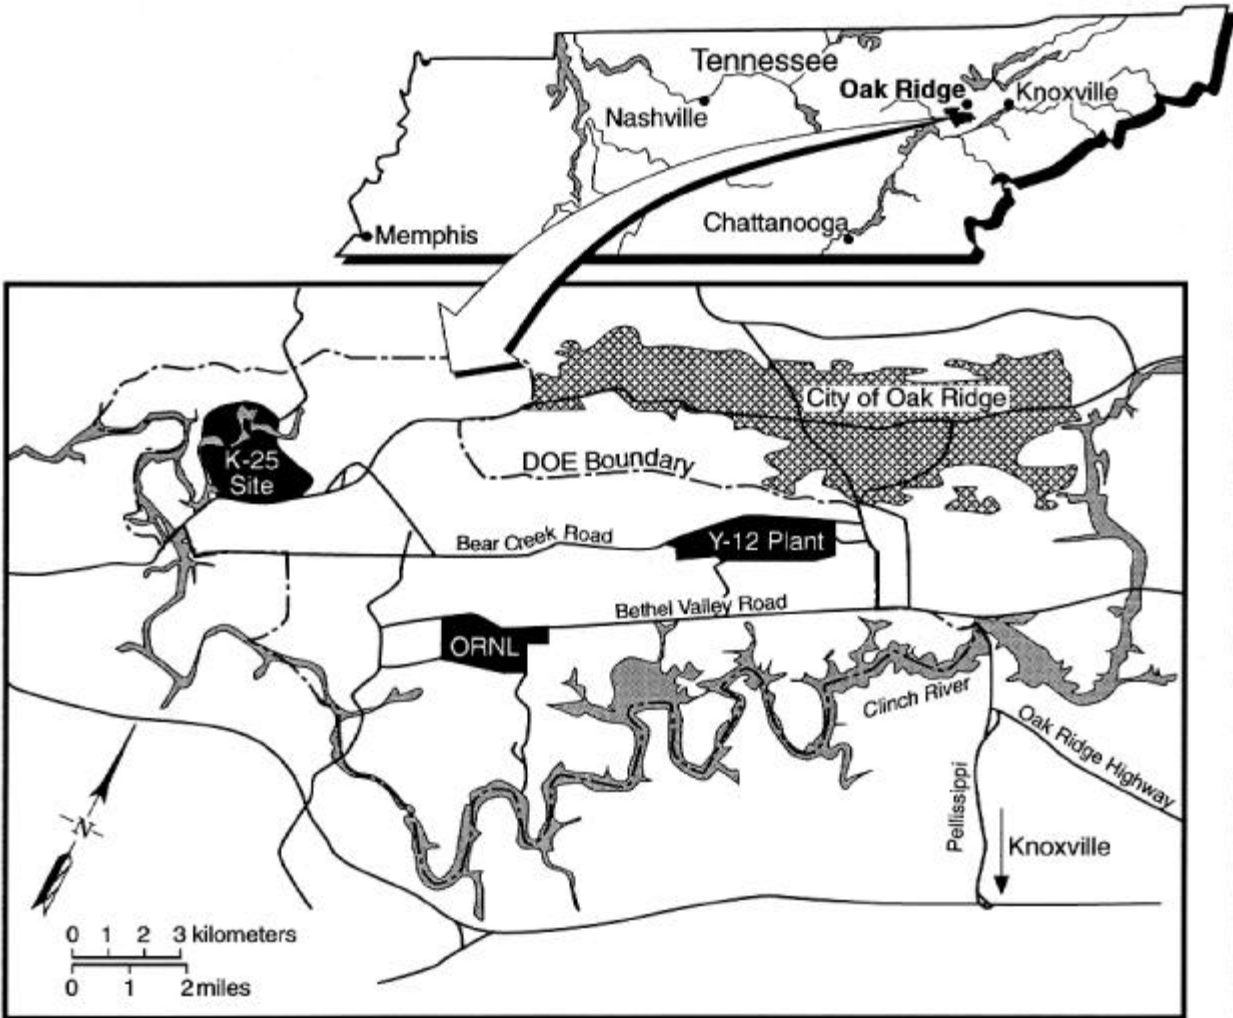 Tennessee
Oak Ridge
Knoxville
Nashville
Chattanooga
Memphis
City of Oak Ridge
K-25
Site
DOE Boundary
Bear Creek Road
Y-12 Plant
Bethel Valley Road
ORNL
Clinch River
Oak Ridge Highway
Pellissippi
Knoxville
N
0 1 2 3 kilometers
0 1 2 miles